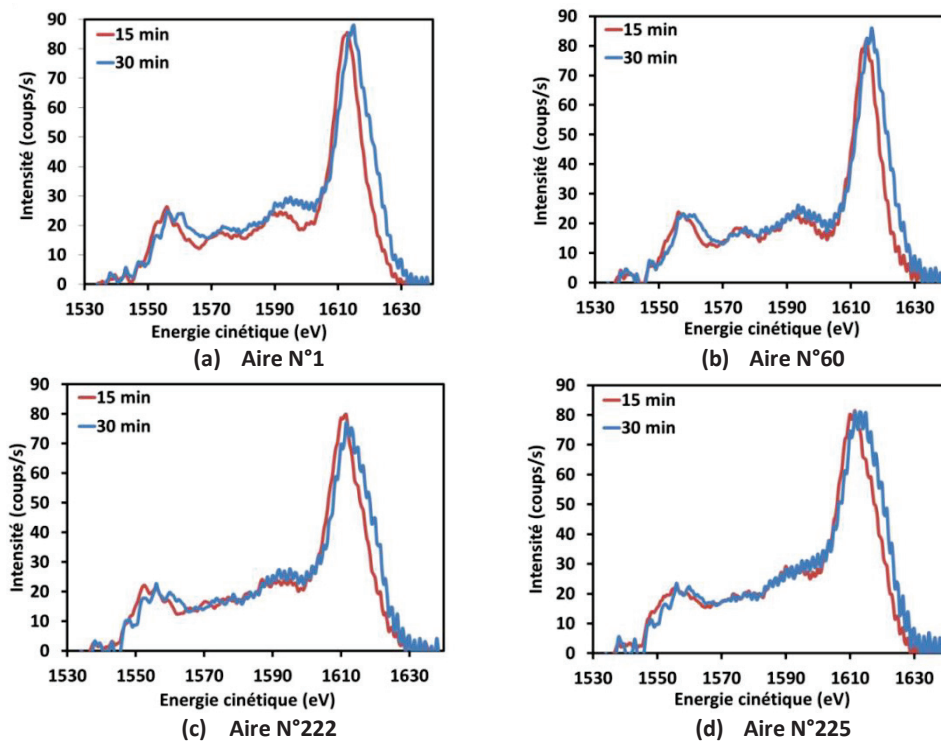 90
80
70
60
50
40
30
20
10
0
Intensité (coups/s)
15 min
30 min
1530 1550 1570 1590 1610 1630
Energie cinétique (eV)
(a) Aire N°1
90
80
70
60
50
40
30
20
10
0
Intensité (coups/s)
15 min
30 min
1530 1550 1570 1590 1610 1630
Energie cinétique (eV)
(b) Aire N°60
90
80
70
60
50
40
30
20
10
0
Intensité (coups/s)
15 min
30 min
1530 1550 1570 1590 1610 1630
Energie cinétique (eV)
(c) Aire N°222
90
80
70
60
50
40
30
20
10
0
Intensité (coups/s)
15 min
30 min
1530 1550 1570 1590 1610 1630
Energie cinétique (eV)
(d) Aire N°225